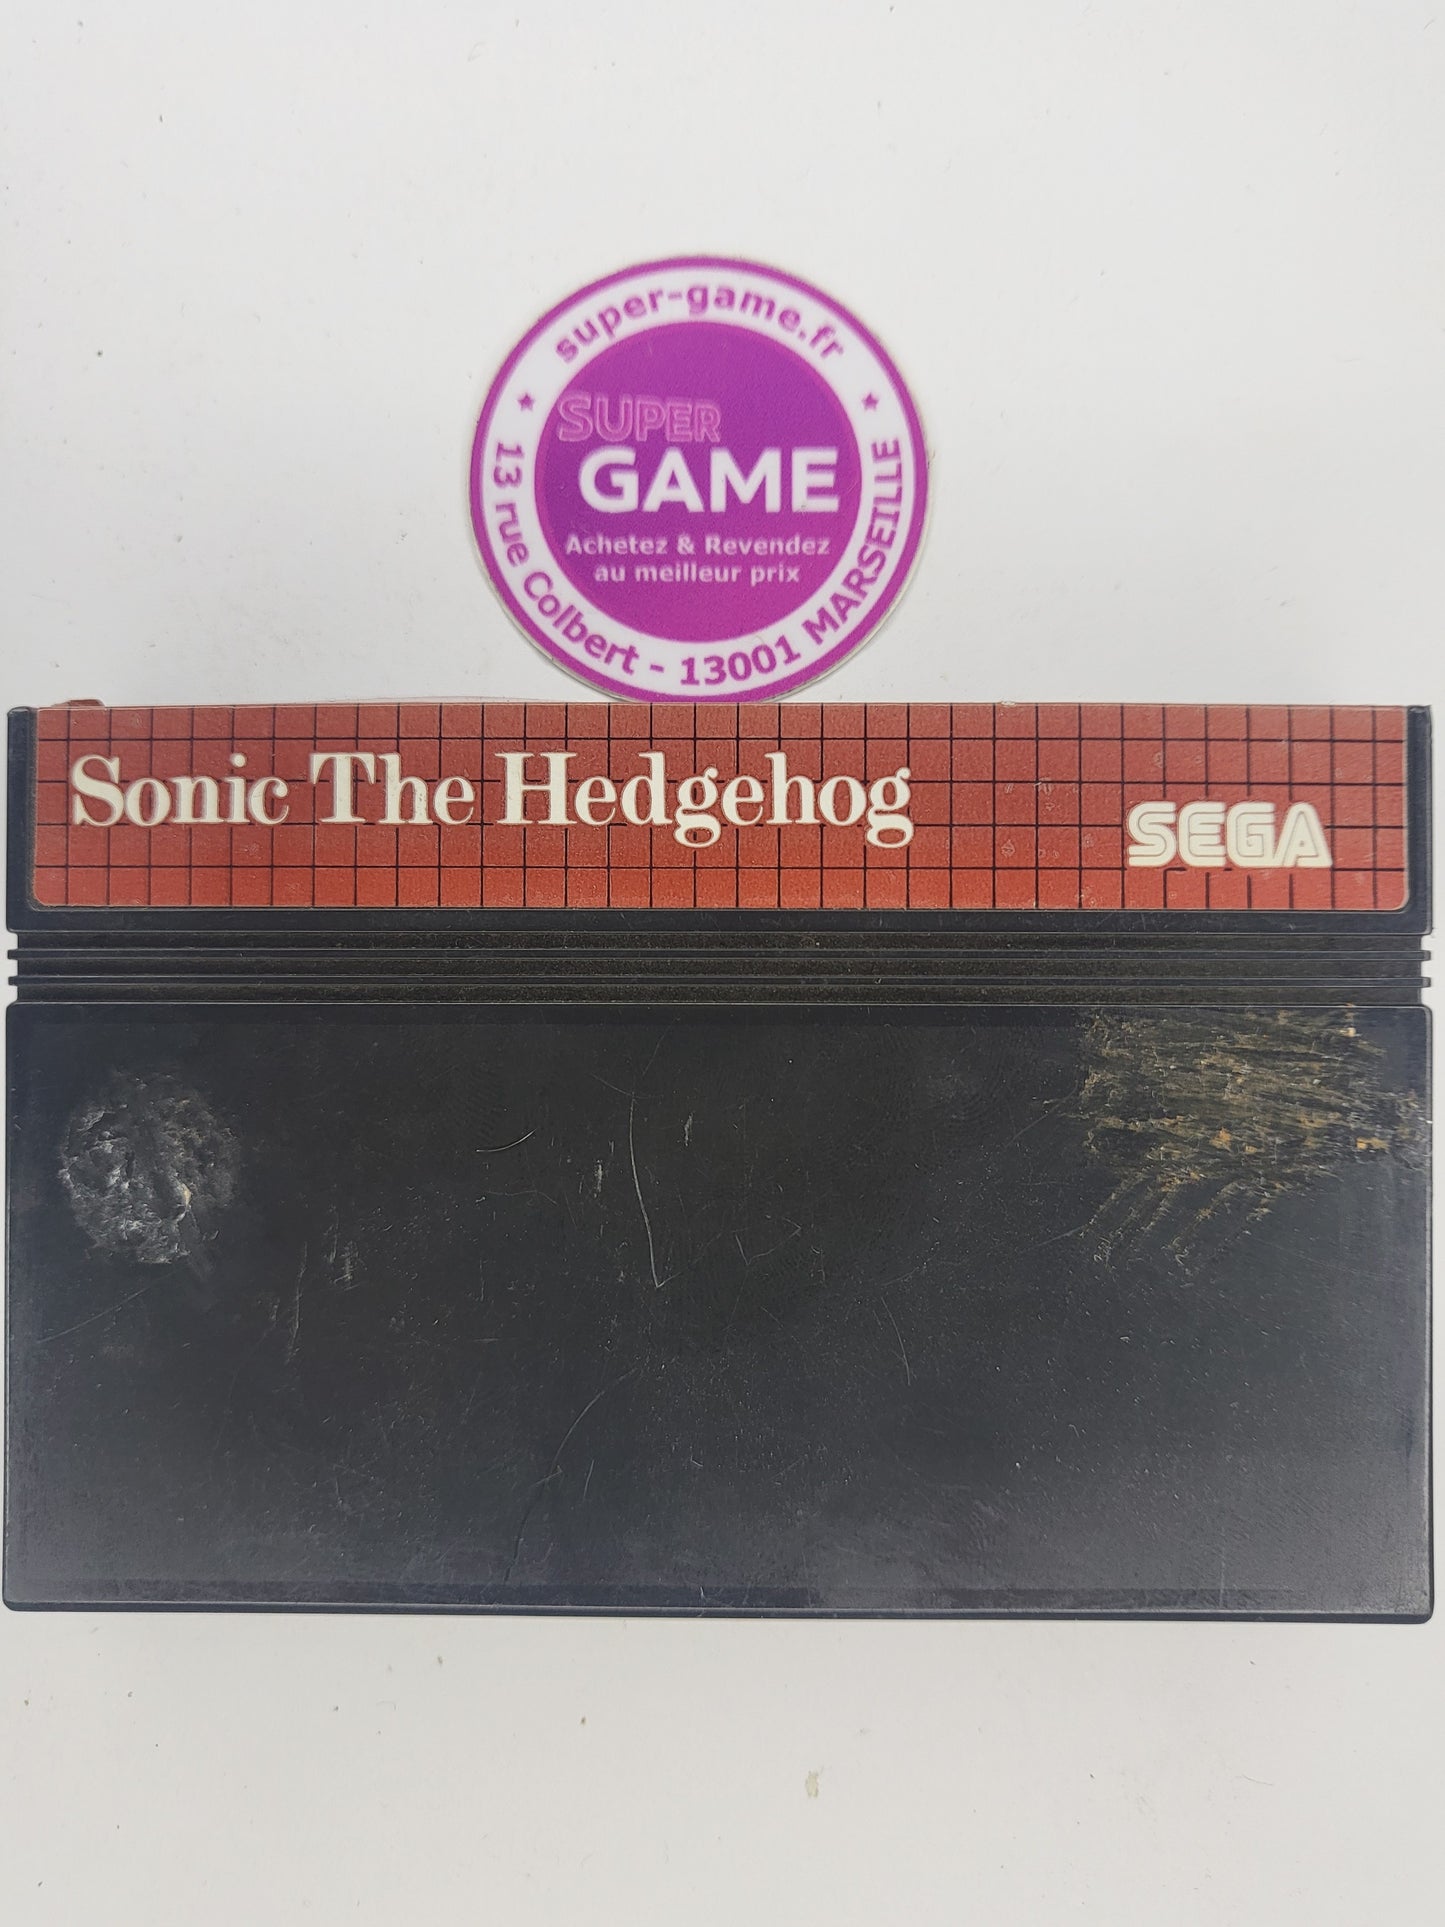 super-game.fr
SUPER
GAME
Achetez & Revendez
au meilleur prix
13 rue Colbert - 13001 MARSEILLE
Sonic The Hedgehog
SEGA